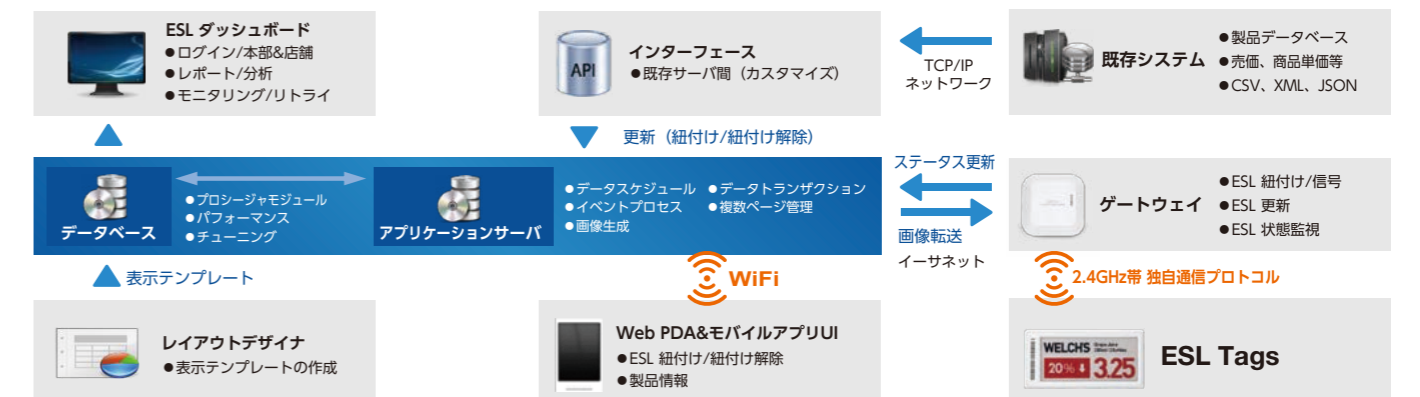 ESL ダッシュボード
●ログイン/本部&店舗
●レポート/分析
●モニタリング/リトライ
API
インターフェース
●既存サーバ間（カスタマイズ）
TCP/IP
ネットワーク
既存システム
●製品データベース
●売価、商品単価等
●CSV、XML、JSON
更新（紐付け/紐付け解除）
データベース
●プロシージャモジュール
●パフォーマンス
●チューニング
アプリケーションサーバ
●データスケジュール ●データトランザクション
●イベントプロセス ●複数ページ管理
●画像生成
ステータス更新
画像転送
イーサネット
ゲートウェイ
●ESL 紐付け/信号
●ESL 更新
●ESL 状態監視
表示テンプレート
WiFi
2.4GHz帯 独自通信プロトコル
レイアウトデザイナ
●表示テンプレートの作成
Web PDA&モバイルアプリUI
●ESL 紐付け/紐付け解除
●製品情報
WELCHS
20% 3.25
ESL Tags